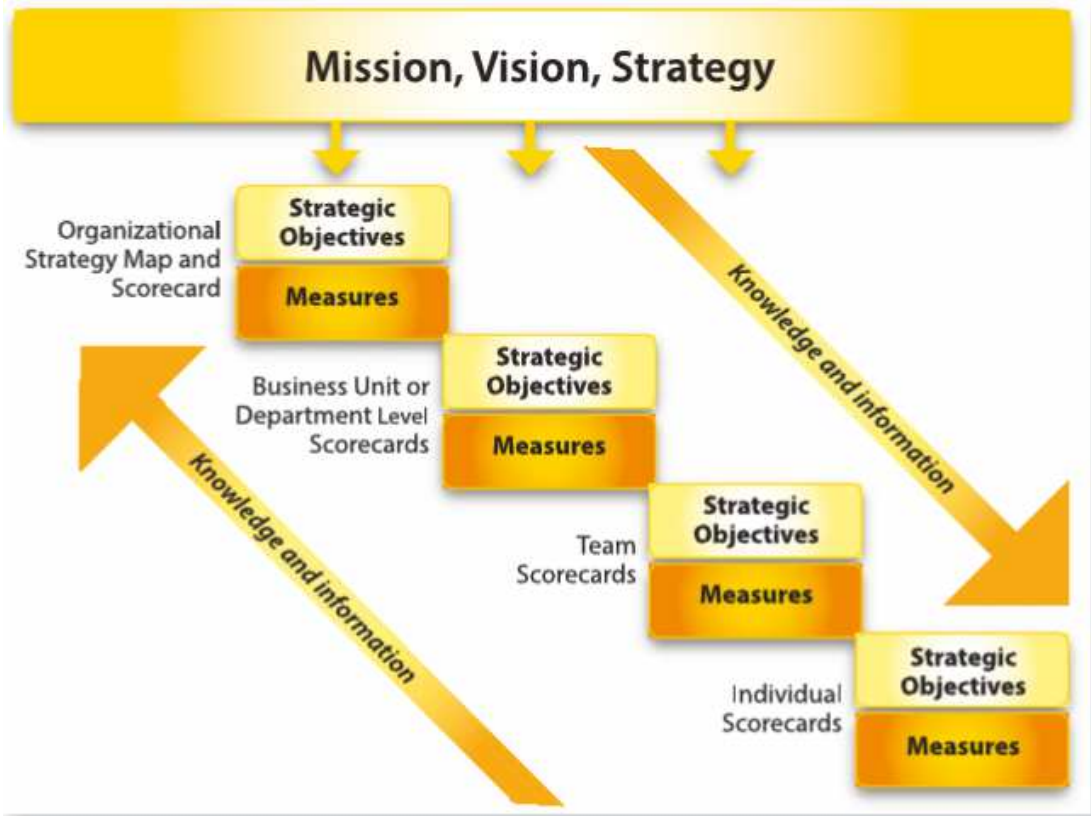 Mission, Vision, Strategy
Organizational
Strategy Map and
Scorecard
Strategic
Objectives
Measures
Knowledge and information
Business Unit or
Department Level
Scorecards
Strategic
Objectives
Measures
Knowledge and information
Team
Scorecards
Strategic
Objectives
Measures
Individual
Scorecards
Strategic
Objectives
Measures